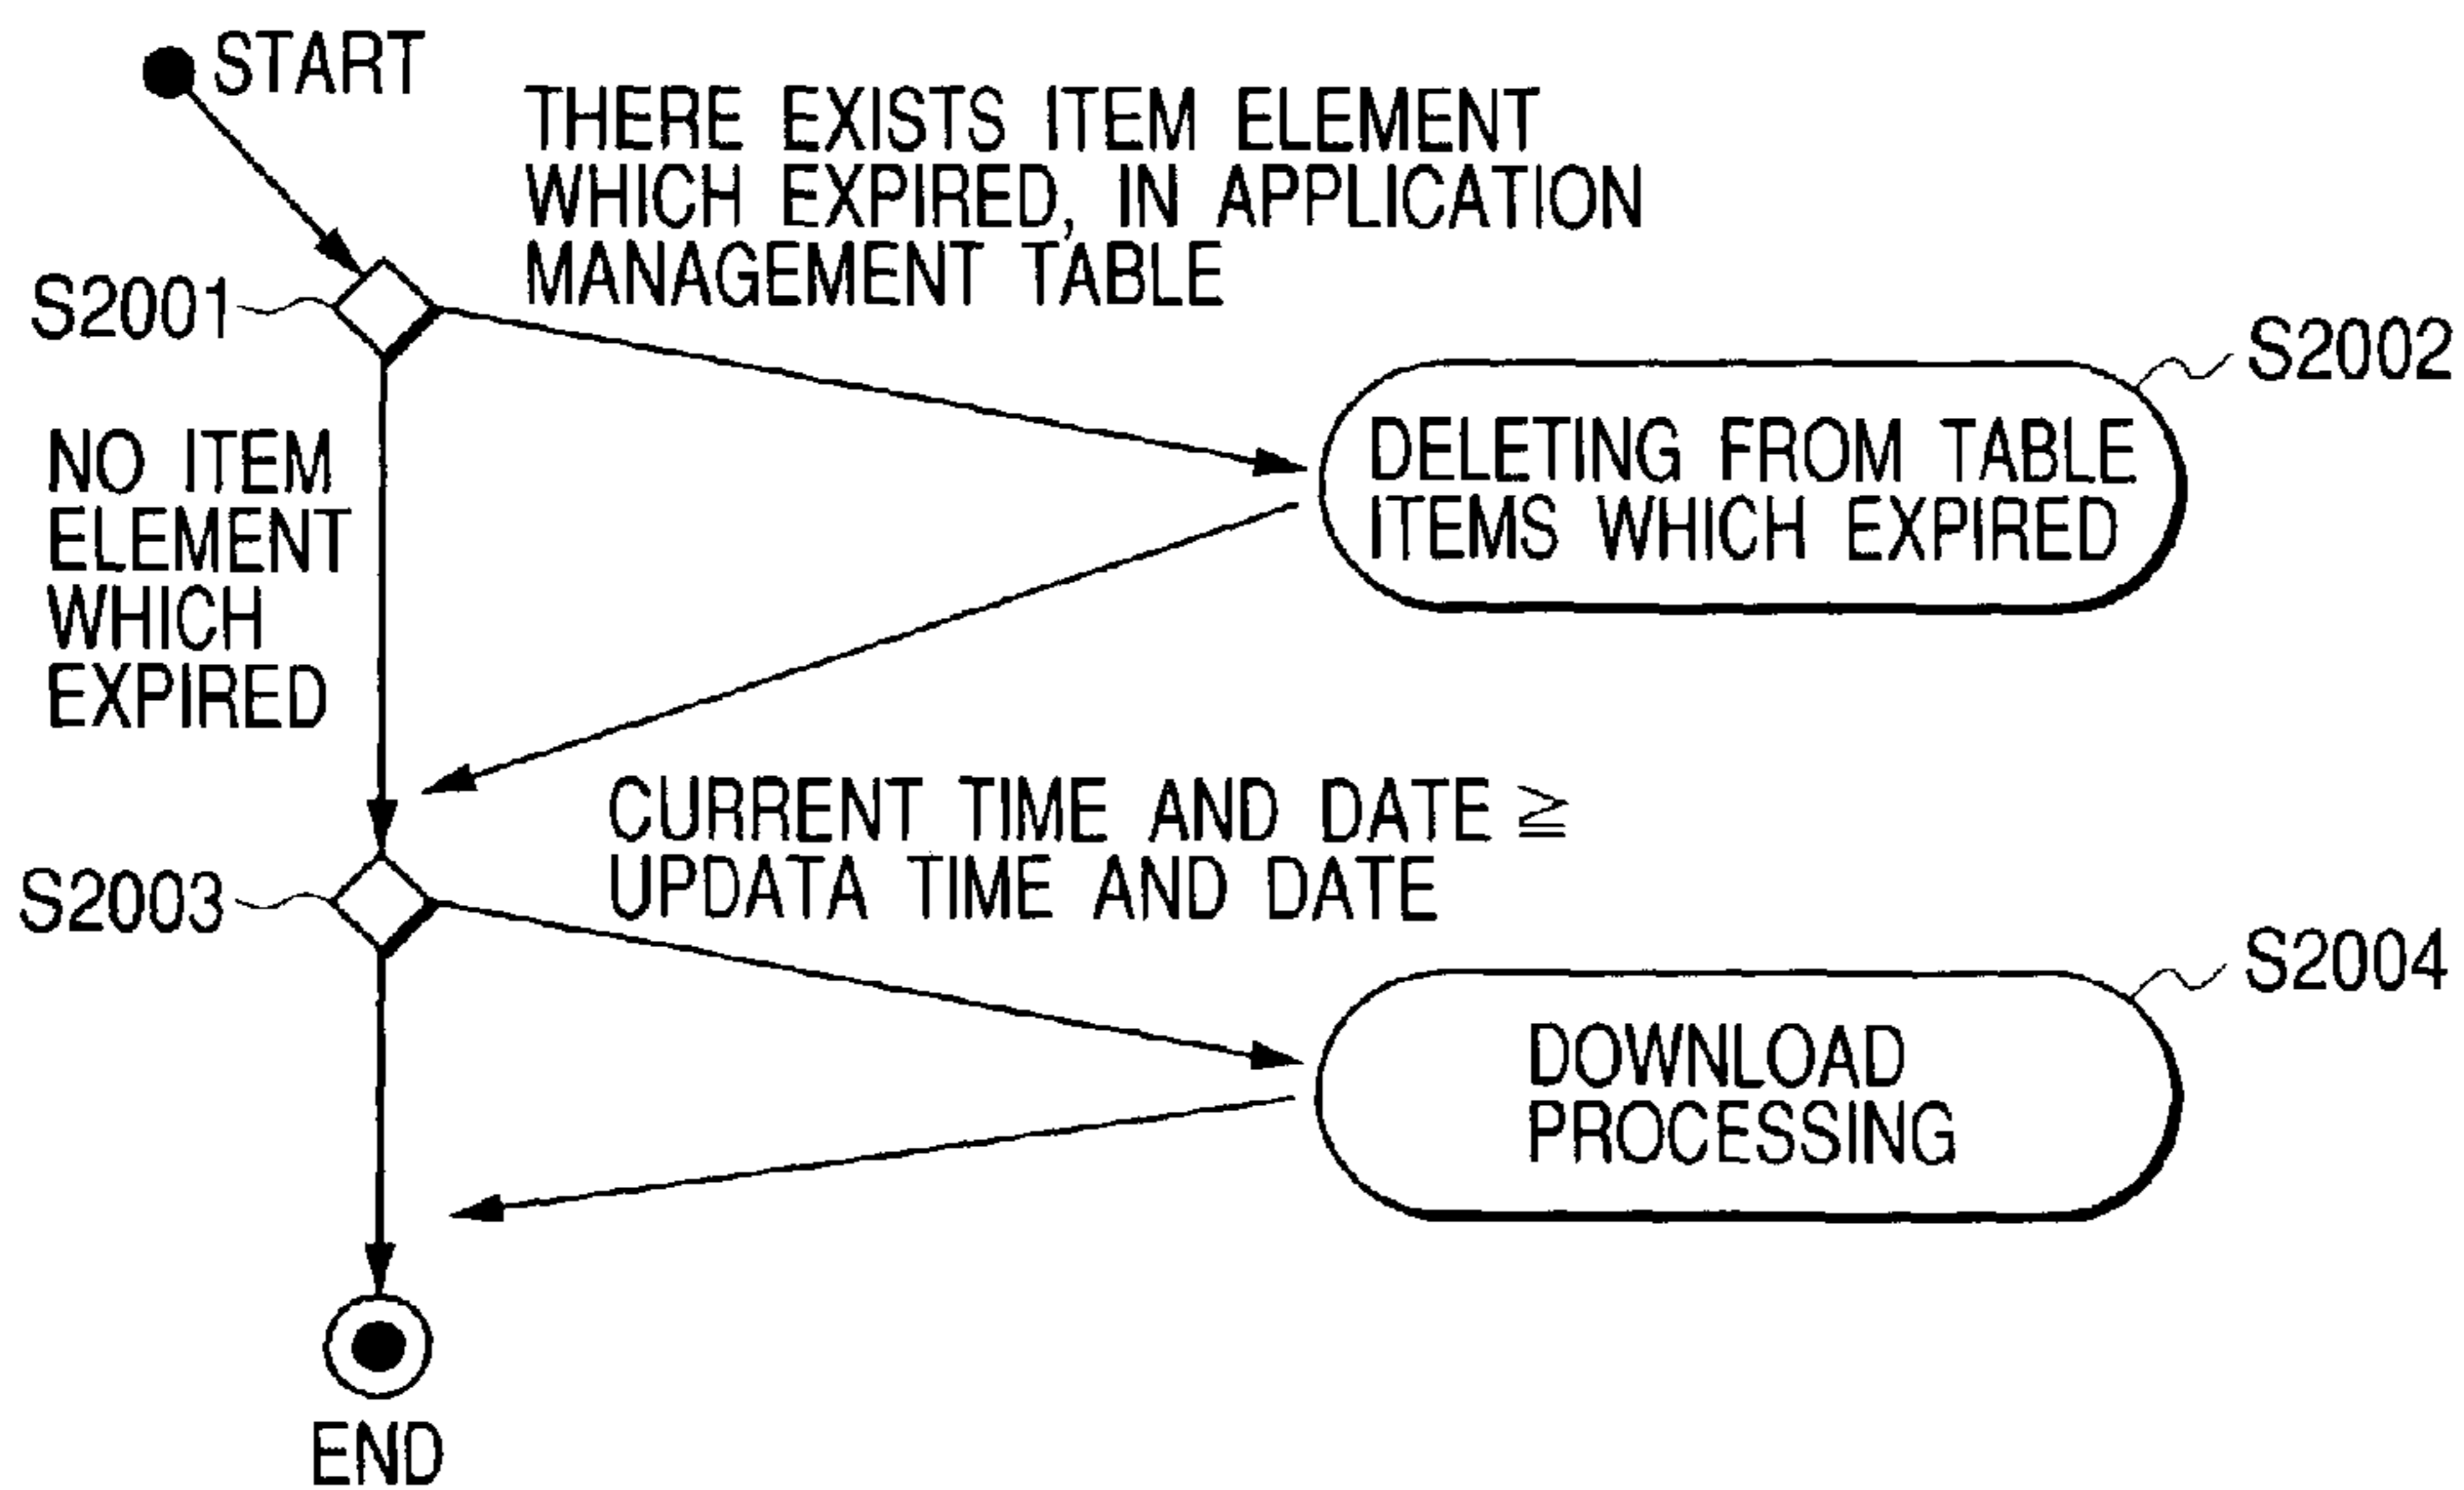 START
THERE EXISTS ITEM ELEMENT
WHICH EXPIRED, IN APPLICATION
MANAGEMENT TABLE
S2001
S2002
DELETING FROM TABLE
ITEMS WHICH EXPIRED
NO ITEM
ELEMENT
WHICH
EXPIRED
CURRENT TIME AND DATE ≧
UPDATA TIME AND DATE
S2003
S2004
DOWNLOAD
PROCESSING
END